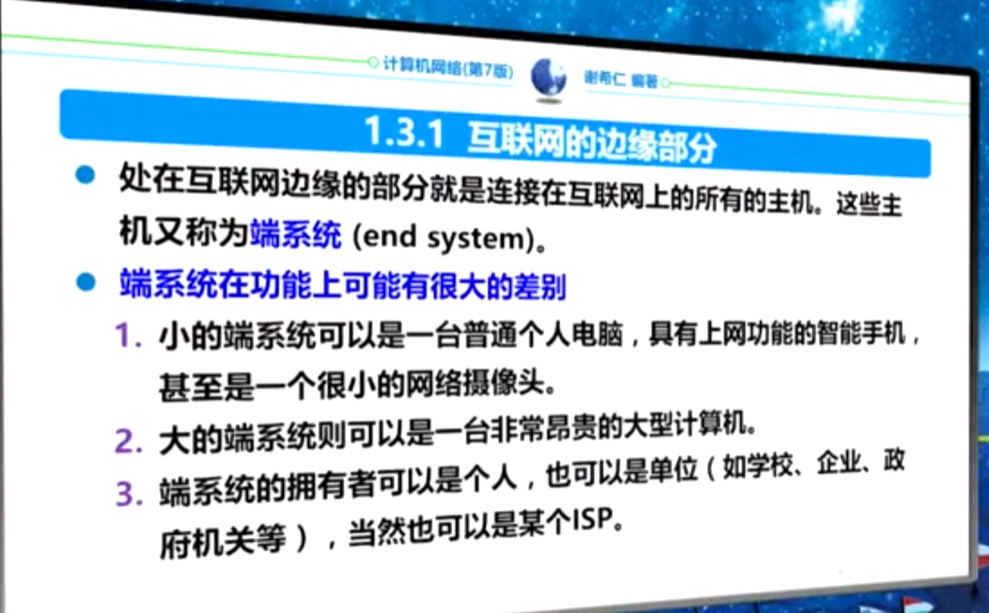 计算机网络(第7版)
谢希仁 编著
1.3.1 互联网的边缘部分
处在互联网边缘的部分就是连接在互联网上的所有的主机。这些主
机又称为端系统 (end system)。
端系统在功能上可能有很大的差别
1. 小的端系统可以是一台普通个人电脑，具有上网功能的智能手机，
甚至是一个很小的网络摄像头。
2. 大的端系统则可以是一台非常昂贵的大型计算机。
3. 端系统的拥有者可以是个人，也可以是单位（如学校、企业、政
府机关等），当然也可以是某个ISP。